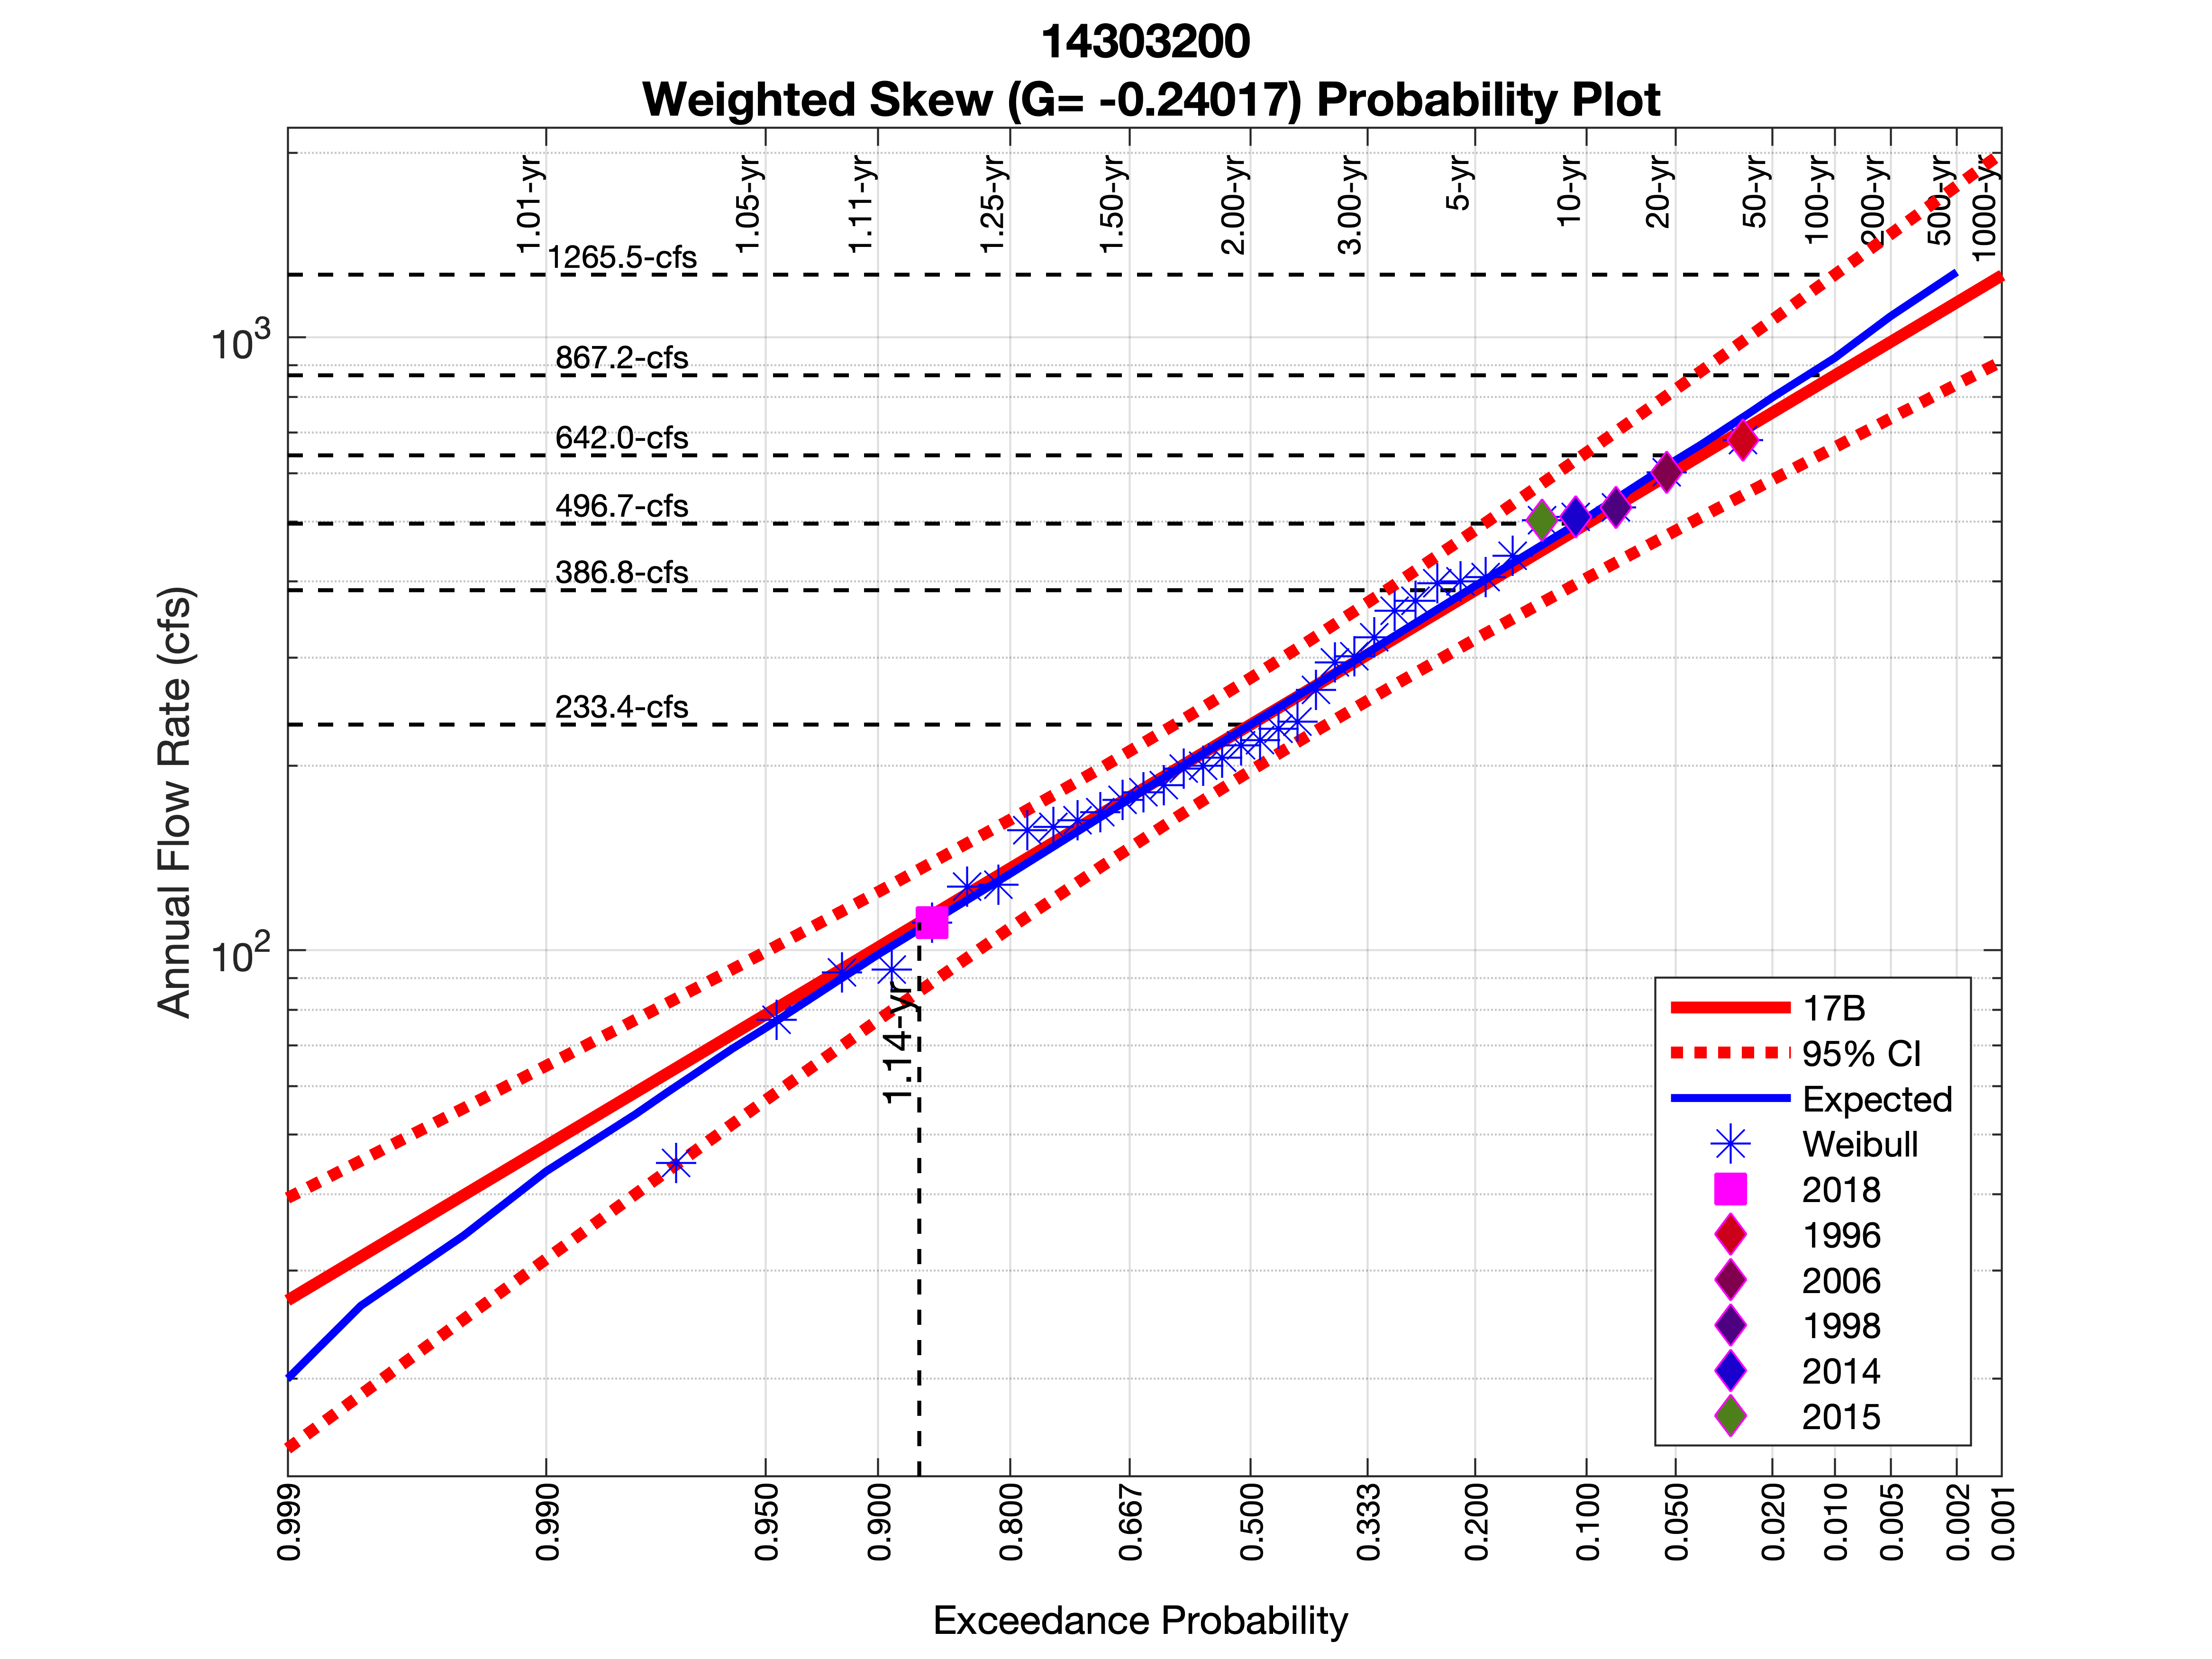 14303200
Weighted Skew (G= -0.24017) Probability Plot
1.01-yr
1.05-yr
1.11-yr
1.25-yr
1.50-yr
2.00-yr
3.00-yr
5-yr
10-yr
20-yr
50-yr
100-yr
200-yr
500-yr
1000-yr
1265.5-cfs
867.2-cfs
642.0-cfs
496.7-cfs
386.8-cfs
233.4-cfs
10³
10²
Annual Flow Rate (cfs)
1.14-yr
17B
95% CI
Expected
Weibull
2018
1996
2006
1998
2014
2015
0.999
0.990
0.950
0.900
0.800
0.667
0.500
0.333
0.200
0.100
0.050
0.020
0.010
0.005
0.002
0.001
Exceedance Probability